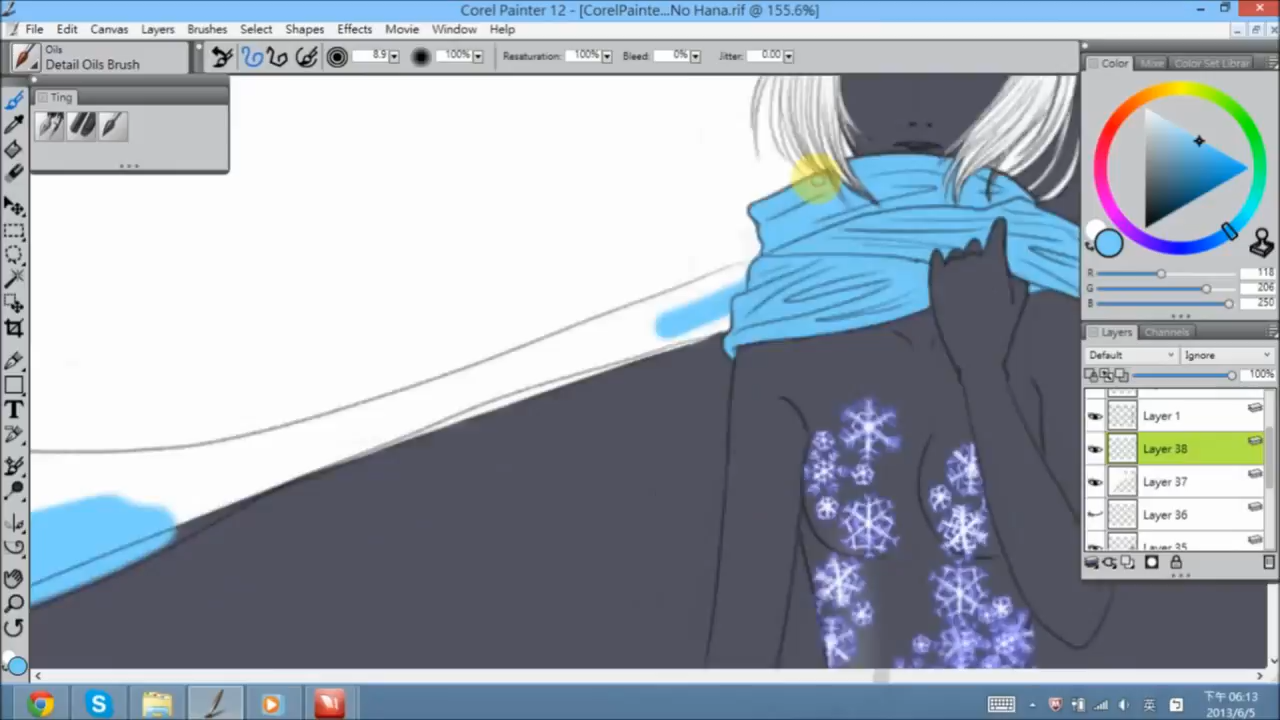 Corel Painter 12 - [CorelPainte...No Hana.rif @ 155.6%]
File Edit Canvas Layers Brushes Select Shapes Effects Movie Window Help
Oils
Detail Oils Brush
8.9 100% Resaturation: 100% Bleed: 0% Jitter: 0.00
Ting
Color Mixe Color Set Librar
R 118
G 206
B 250
Layers Channels
Default Ignore
100%
Layer 1
Layer 38
Layer 37
Layer 36
Layer 35
T
英
下午 06:13
2013/6/5